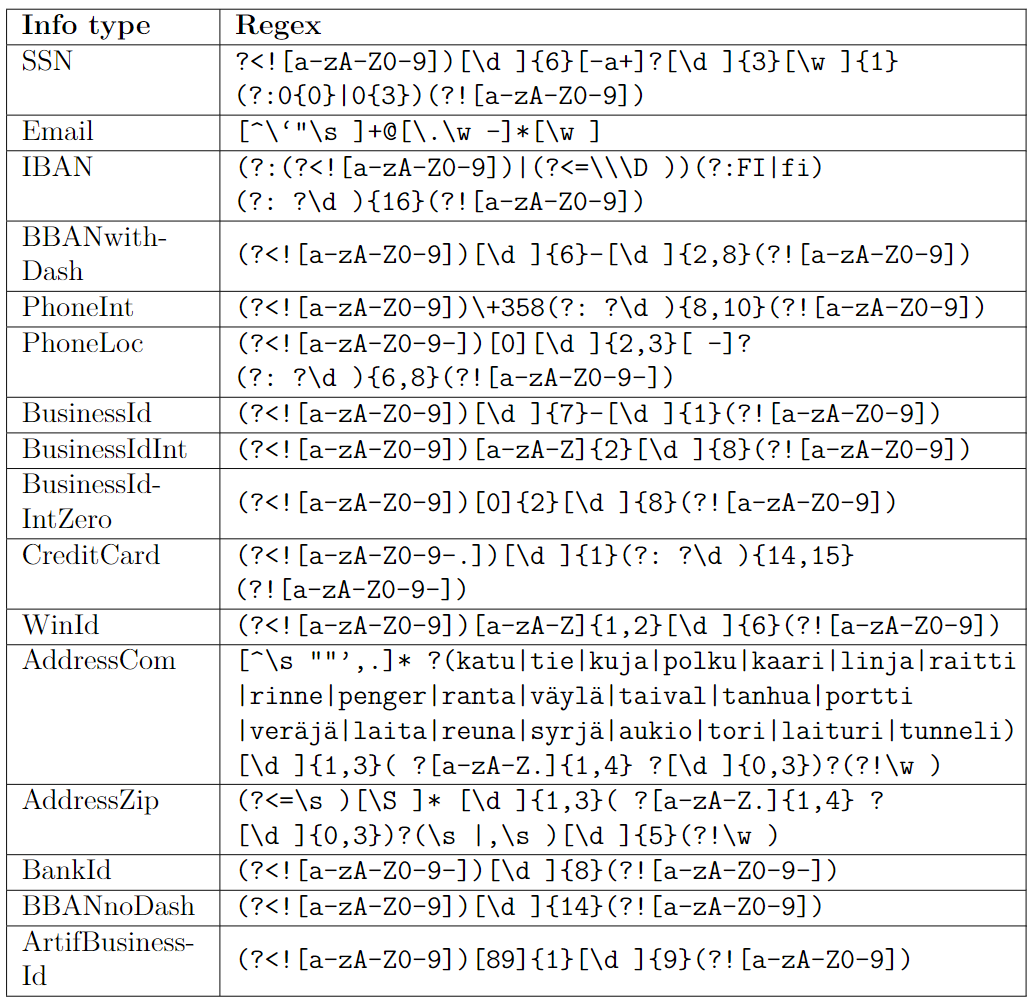 Info type Regex
SSN ?<![a-zA-Z0-9])[\d ]{6}[-a+]?[\d ]{3}[\w ]{1}
(?:0{0}|0{3})(?![a-zA-Z0-9])
Email [^\‘"\s ]+@[\.\w -]*[\w ]
IBAN (?:(?<![a-zA-Z0-9])|(?<=\\\D ))(?:FI|fi)
(?: ?\d ){16}(?![a-zA-Z0-9])
BBANwith-
Dash (?<![a-zA-Z0-9])[\d ]{6}-[\d ]{2,8}(?![a-zA-Z0-9])
PhoneInt (?<![a-zA-Z0-9])\+358(?: ?\d ){8,10}(?![a-zA-Z0-9])
PhoneLoc (?<![a-zA-Z0-9-])[0][\d ]{2,3}[ -]?
(?: ?\d ){6,8}(?![a-zA-Z0-9-])
BusinessId (?<![a-zA-Z0-9])[\d ]{7}-[\d ]{1}(?![a-zA-Z0-9])
BusinessIdInt (?<![a-zA-Z0-9])[a-zA-Z]{2}[\d ]{8}(?![a-zA-Z0-9])
BusinessId-
IntZero (?<![a-zA-Z0-9])[0]{2}[\d ]{8}(?![a-zA-Z0-9])
CreditCard (?<![a-zA-Z0-9-.])[\d ]{1}(?: ?\d ){14,15}
(?![a-zA-Z0-9-])
WinId (?<![a-zA-Z0-9])[a-zA-Z]{1,2}[\d ]{6}(?![a-zA-Z0-9])
AddressCom [^\s ""’,.]* ?(katu|tie|kuja|polku|kaari|linja|raitti
|rinne|penger|ranta|väylä|taival|tanhua|portti
|veräjä|laita|reuna|syrjä|aukio|tori|laituri|tunneli)
[\d ]{1,3}( ?[a-zA-Z.]{1,4} ?[\d ]{0,3})?(?!\w )
AddressZip (?<=\s )[\S ]* [\d ]{1,3}( ?[a-zA-Z.]{1,4} ?
[\d ]{0,3})?(\s |,\s )[\d ]{5}(?!\w )
BankId (?<![a-zA-Z0-9-])[\d ]{8}(?![a-zA-Z0-9-])
BBANnoDash (?<![a-zA-Z0-9])[\d ]{14}(?![a-zA-Z0-9])
ArtifBusiness-
Id (?<![a-zA-Z0-9])[89]{1}[\d ]{9}(?![a-zA-Z0-9])